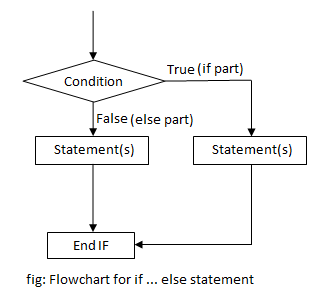 True (if part)
Condition
False (else part)
Statement(s)
Statement(s)
End IF
fig: Flowchart for if ... else statement